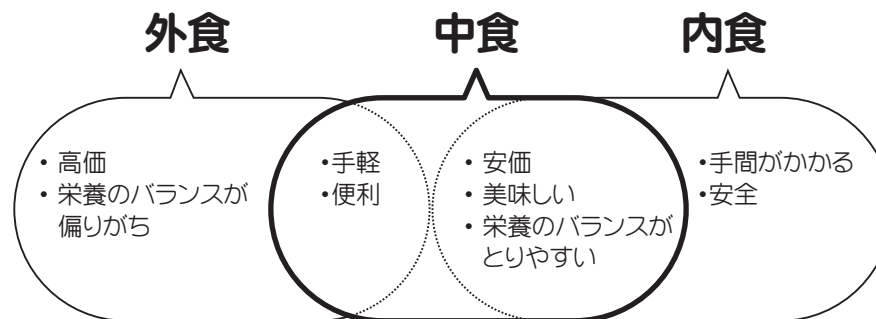 外食
中食
内食
・ 高価
・ 栄養のバランスが
偏りがち
・手軽
・便利
・ 安価
・ 美味しい
・ 栄養のバランスが
とりやすい
・手間がかかる
・安全